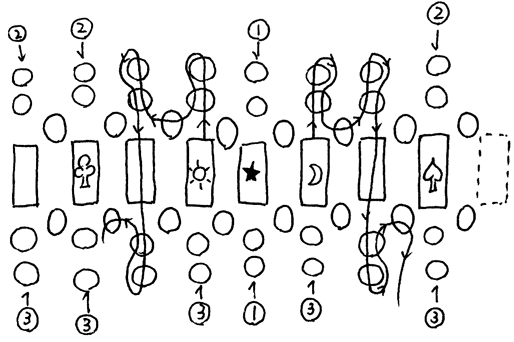 ② ② ① ②
♣ ☼ ★ ☽ ♠
③ ③ ③ ① ③ ③